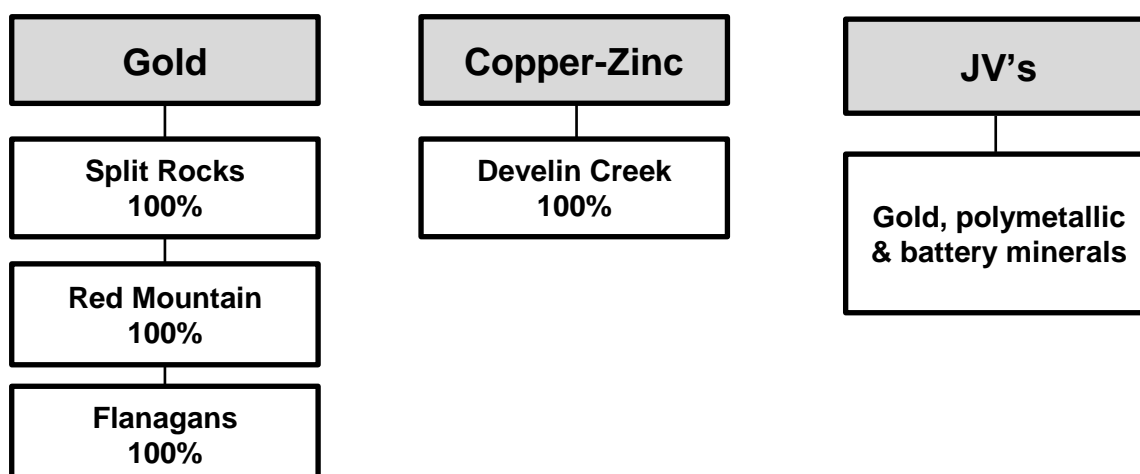 Gold
Split Rocks
100%
Red Mountain
100%
Flanagans
100%
Copper-Zinc
Develin Creek
100%
JV’s
Gold, polymetallic
& battery minerals